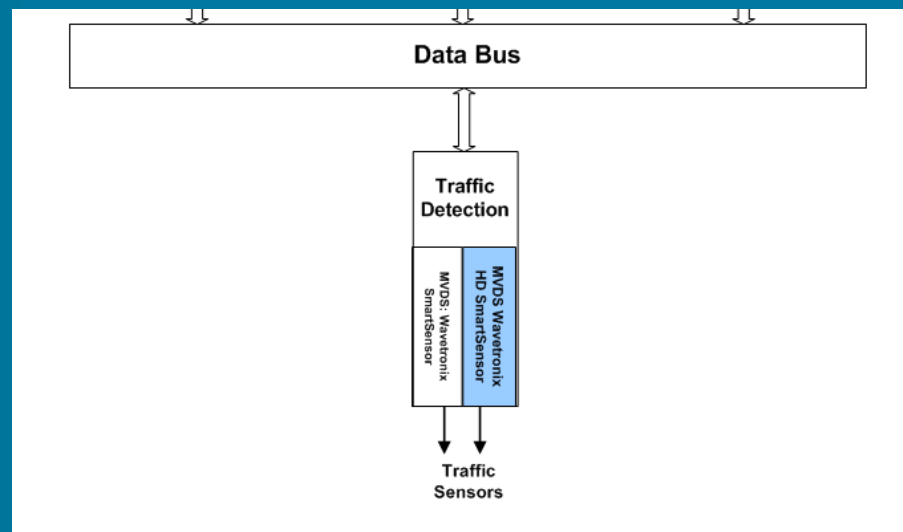 Data Bus
Traffic
Detection
MVDS: Wavetronix
SmartSensor
MVDS Wavetronix
HD SmartSensor
Traffic
Sensors